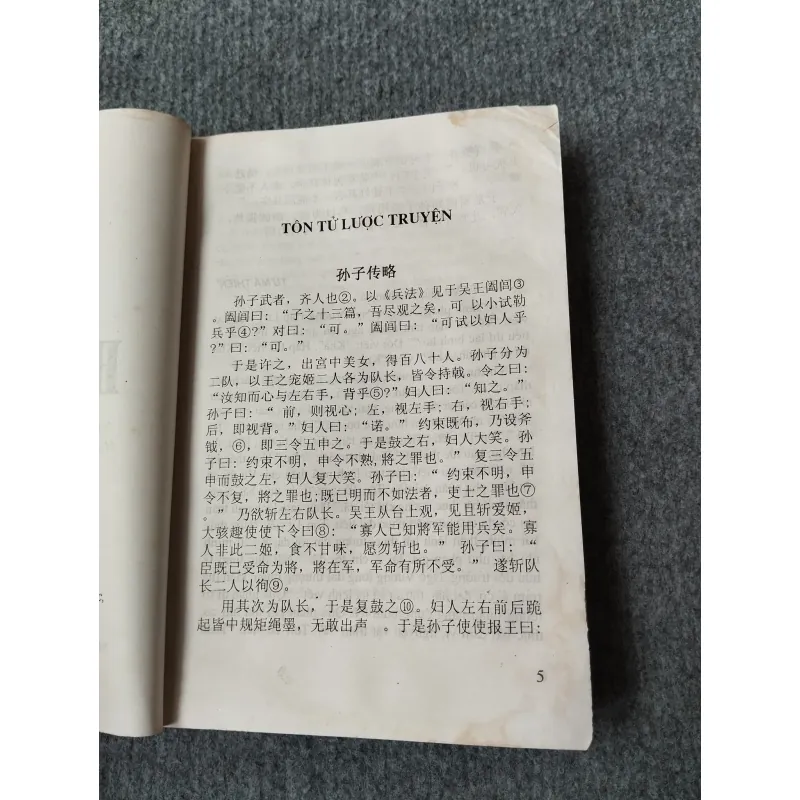 TÔN TỬ LƯỢC TRUYỆN
孙子传略
孙子武者，齐人也②。以《兵法》见于吴王阖闾③
。阖闾曰：“子之十三篇，吾尽观之矣，可 以小试勒
兵乎④?”对曰：“可。”阖闾曰：“可试以妇人乎
?”曰：“可。”
于是许之，出宫中美女，得百八十人。孙子分为
二队，以王之宠姬二人各为队长，皆令持戟。令之曰：
“汝知而心与左右手，背乎⑤?”妇人曰：“知之。”
孙子曰：“ 前，则视心；左，视左手；右，视右手；
后，即视背。”妇人曰：“诺。” 约束既布，乃设斧
钺，⑥，即三令五申之。于是鼓之右，妇人大笑。孙
子曰：约束不明，申令不熟,將之罪也。” 复三令五
申而鼓之左，妇人复大笑。孙子曰：“ 约束不明，申
令不复，將之罪也;既已明而不如法者，吏士之罪也⑦
。” 乃欲斩左右队长。吴王从台上观，见且斩爱姬，
大骇趣使使下令曰⑧：“寡人已知將军能用兵矣。寡
人非此二姬，食不甘味，愿勿斩也。” 孙子曰：“
臣既已受命为將，將在军，军命有所不受。” 遂斩队
长二人以徇⑨。
用其次为队长，于是复鼓之⑩。妇人左右前后跪
起皆中规矩绳墨，无敢出声 。于是孙子使使报王曰：
5